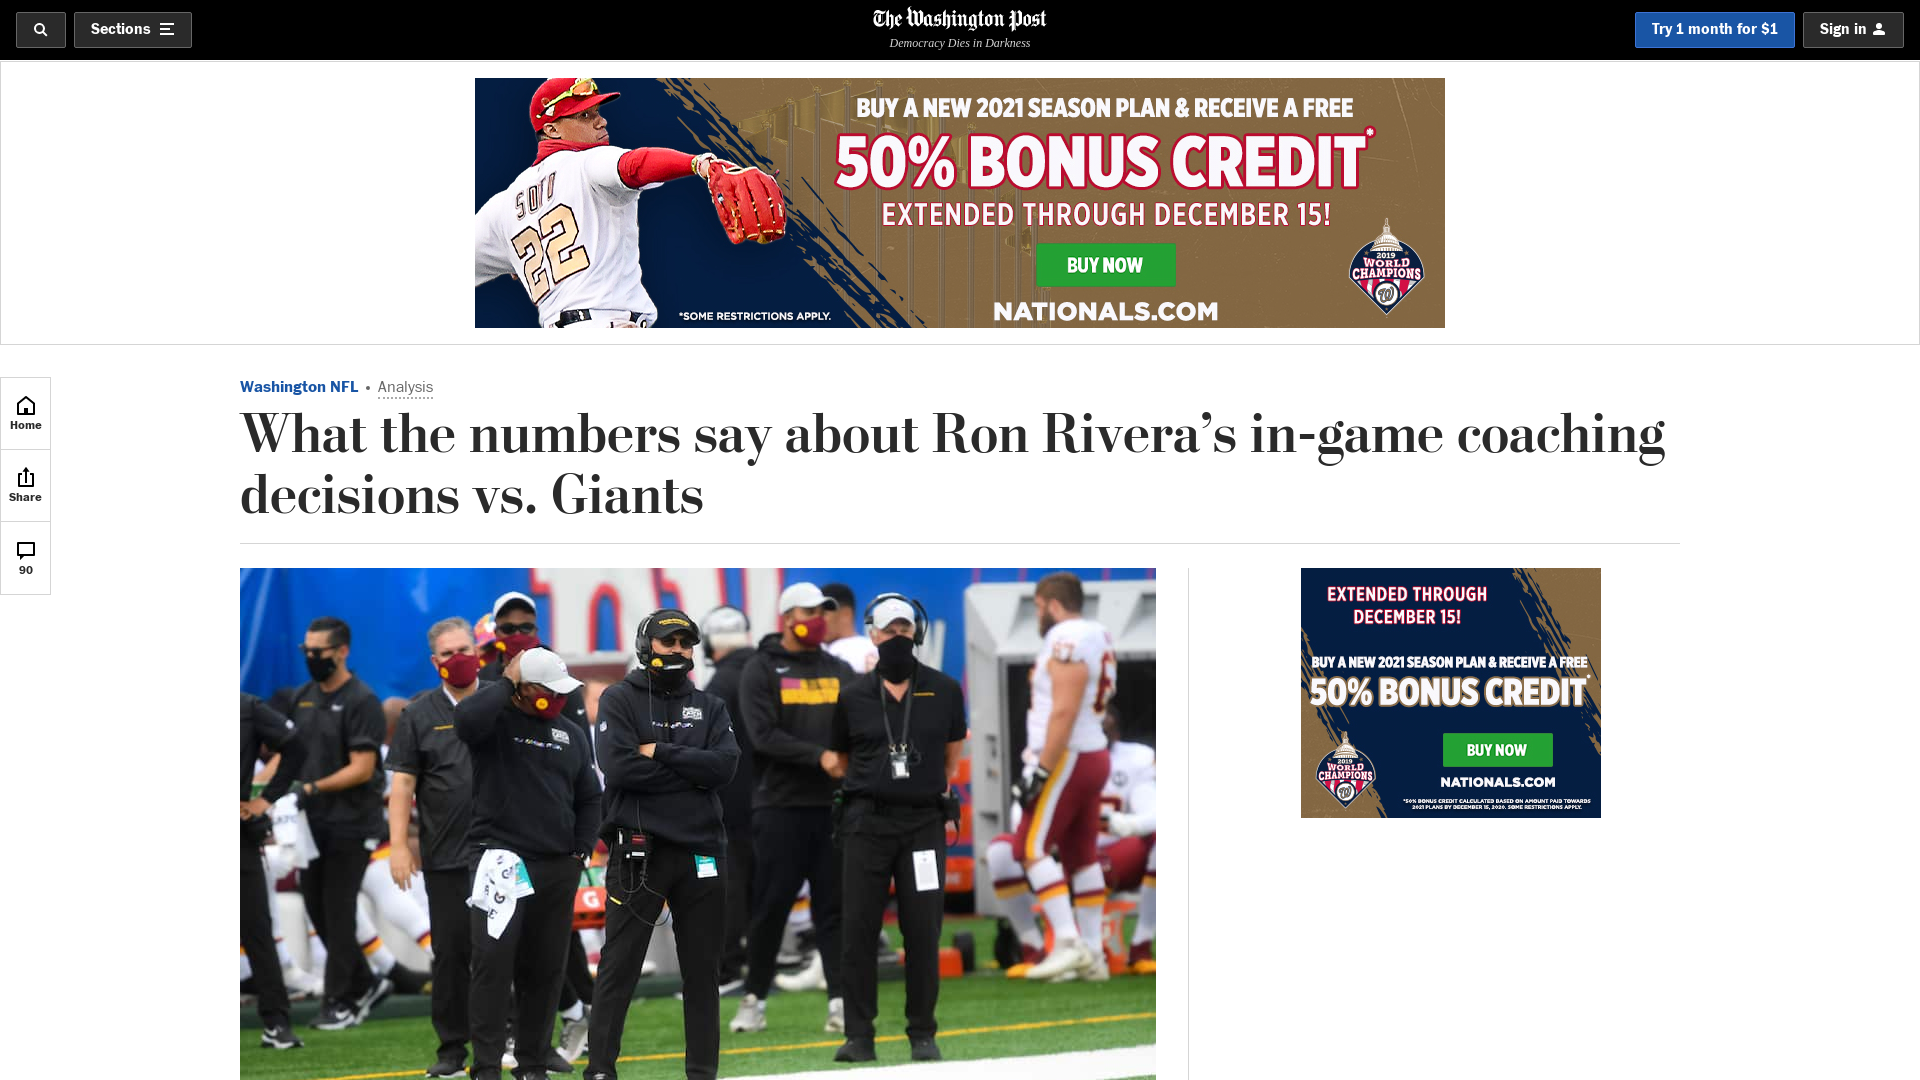 Sections
The Washington Post
Democracy Dies in Darkness
Try 1 month for $1
Sign in
BUY A NEW 2021 SEASON PLAN & RECEIVE A FREE
50% BONUS CREDIT*
EXTENDED THROUGH DECEMBER 15!
BUY NOW
NATIONALS.COM
*SOME RESTRICTIONS APPLY.
22
2019
WORLD
CHAMPIONS
W
Home
Share
90
Washington NFL • Analysis
What the numbers say about Ron Rivera’s in-game coaching
decisions vs. Giants
EXTENDED THROUGH
DECEMBER 15!
BUY A NEW 2021 SEASON PLAN & RECEIVE A FREE
50% BONUS CREDIT*
BUY NOW
NATIONALS.COM
2019
WORLD
CHAMPIONS
W
*50% BONUS CREDIT CALCULATED BASED ON AMOUNT PAID TOWARDS
2021 PLANS BY DECEMBER 15, 2020. SOME RESTRICTIONS APPLY.